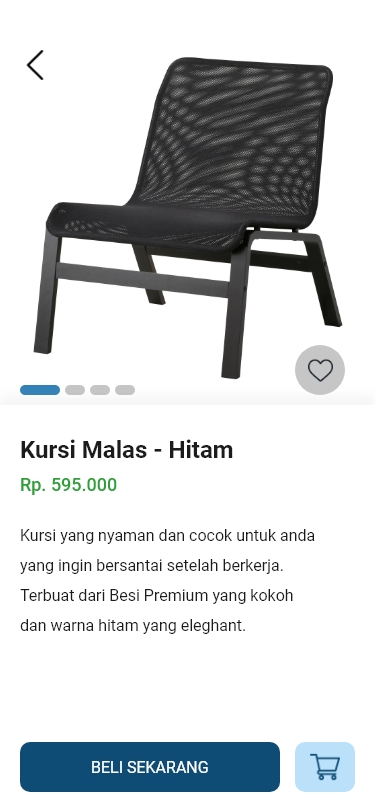 Kursi Malas - Hitam
Rp. 595.000
Kursi yang nyaman dan cocok untuk anda
yang ingin bersantai setelah berkerja.
Terbuat dari Besi Premium yang kokoh
dan warna hitam yang eleghant.
BELI SEKARANG